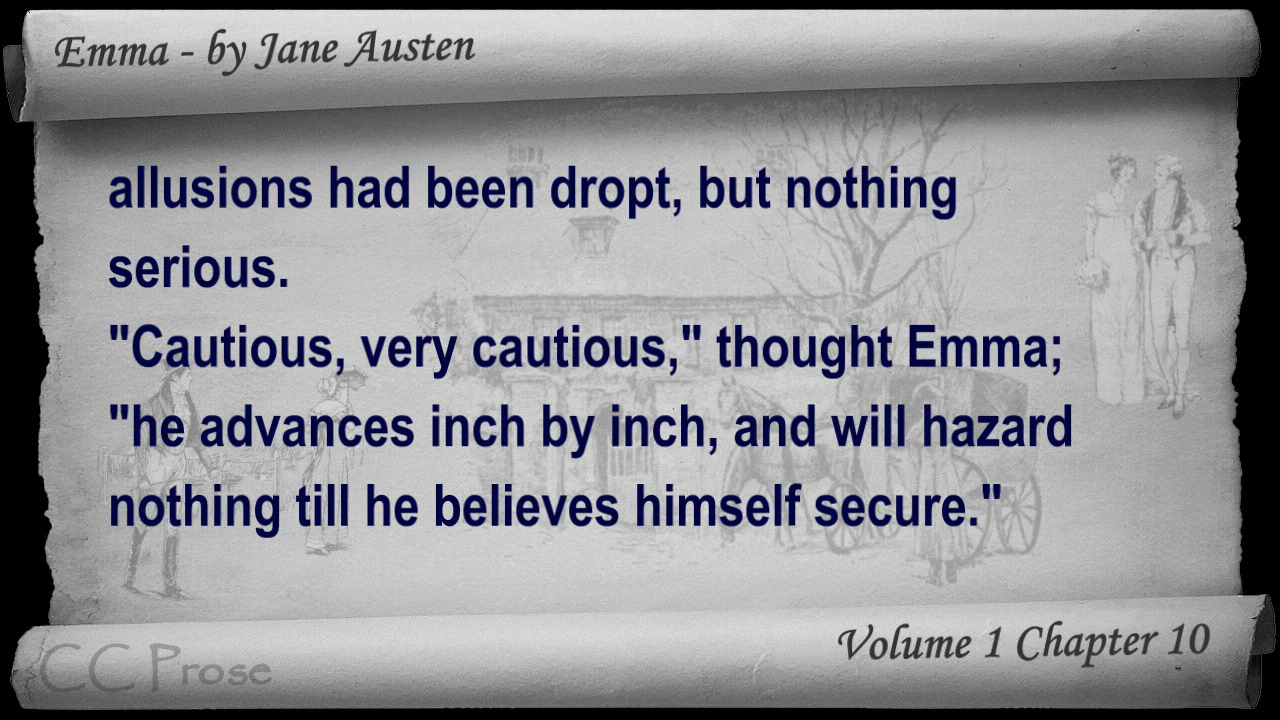 Emma - by Jane Austen
allusions had been dropt, but nothing
serious.
"Cautious, very cautious," thought Emma;
"he advances inch by inch, and will hazard
nothing till he believes himself secure."
Volume 1 Chapter 10
CC Prose